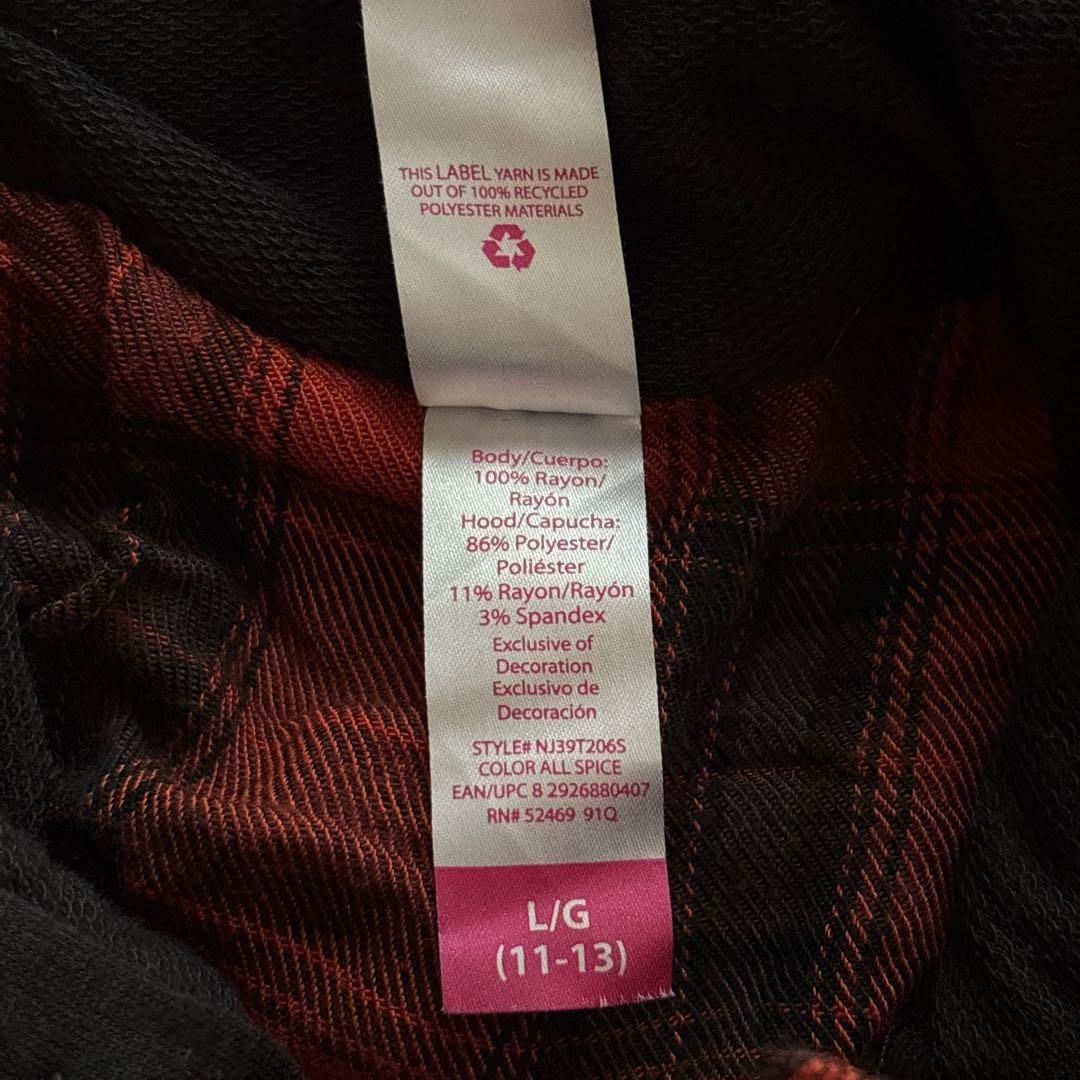 THIS LABEL YARN IS MADE
OUT OF 100% RECYCLED
POLYESTER MATERIALS
Body/Cuerpo:
100% Rayon/
Rayón
Hood/Capucha:
86% Polyester/
Poliéster
11% Rayon/Rayón
3% Spandex
Exclusive of
Decoration
Exclusivo de
Decoración
STYLE# NJ39T206S
COLOR ALL SPICE
EAN/UPC 8 2926880407
RN# 52469 91Q
L/G
(11-13)